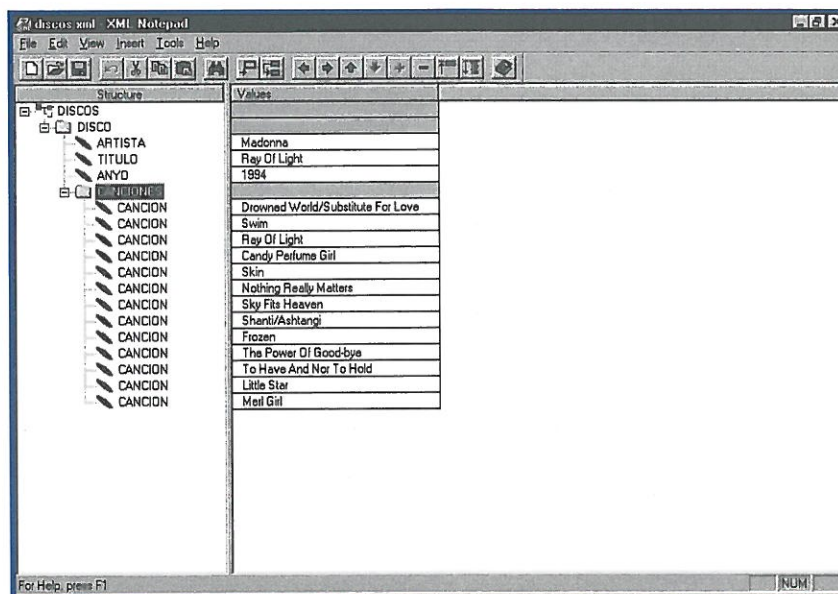 discos.xml - XML Notepad
File Edit View Insert Tools Help
Structure Values
DISCOS
DISCO
ARTISTA Madonna
TITULO Ray Of Light
ANYO 1994
CANCIONES
CANCION Drowned World/Substitute For Love
CANCION Swim
CANCION Ray Of Light
CANCION Candy Perfume Girl
CANCION Skin
CANCION Nothing Really Matters
CANCION Sky Fits Heaven
CANCION Shanti/Ashtangi
CANCION Frozen
CANCION The Power Of Good-bye
CANCION To Have And Nor To Hold
CANCION Little Star
CANCION Merl Girl
For Help, press F1 NUM